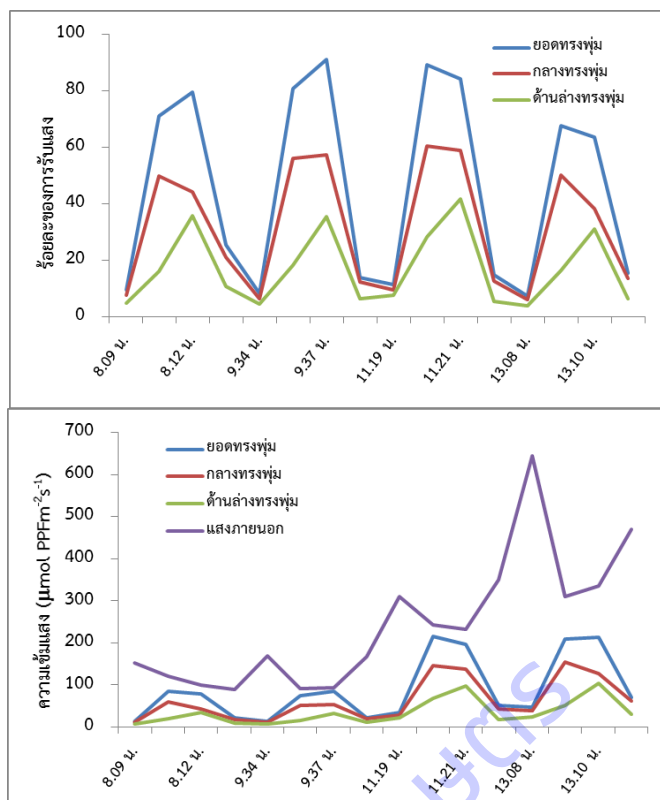 100
80
60
40
20
0
ร้อยละของการรับแสง
ยอดทรงพุ่ม
กลางทรงพุ่ม
ด้านล่างทรงพุ่ม
8.09 น. 8.12 น. 9.34 น. 9.37 น. 11.19 น. 11.21 น. 13.08 น. 13.10 น.
700
600
500
400
300
200
100
0
ความเข้มแสง (µmol PPFm⁻²s⁻¹)
ยอดทรงพุ่ม
กลางทรงพุ่ม
ด้านล่างทรงพุ่ม
แสงภายนอก
8.09 น. 8.12 น. 9.34 น. 9.37 น. 11.19 น. 11.21 น. 13.08 น. 13.10 น.